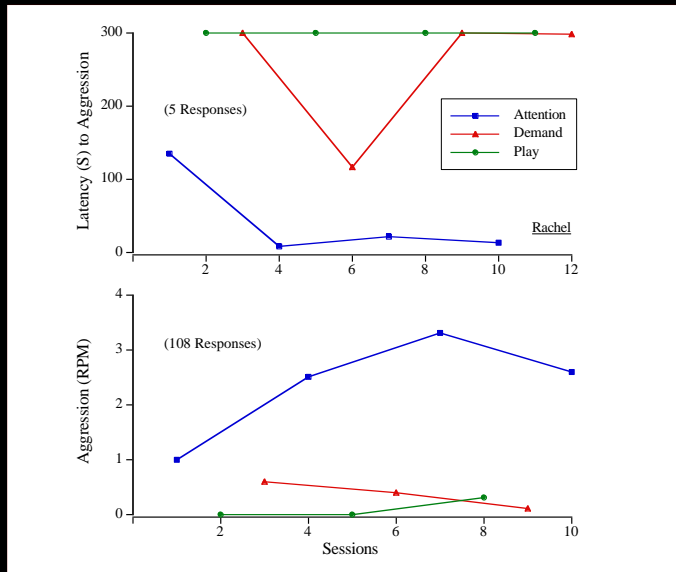 300
200
100
0
Latency (S) to Aggression
(5 Responses)
Attention
Demand
Play
Rachel
2 4 6 8 10 12
4
3
2
1
0
Aggression (RPM)
(108 Responses)
2 4 6 8 10
Sessions